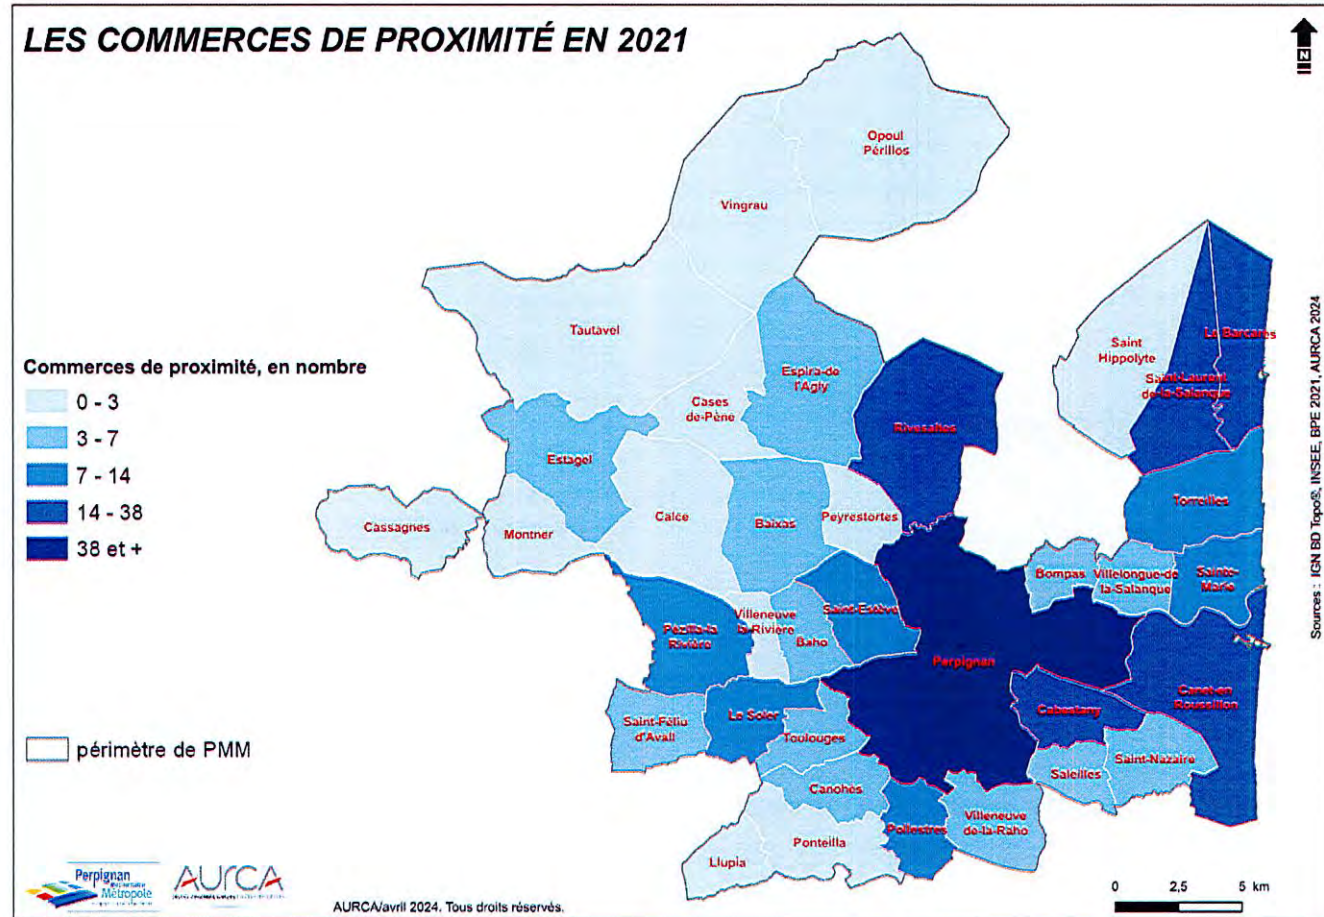 LES COMMERCES DE PROXIMITÉ EN 2021
N
Opoul
Périllos
Vingrau
Tautavel
Saint
Hippolyte
Le Barcarès
Saint-Laurent
de-la-Salanque
Espira-de
l'Agly
Cases
de-Pène
Rivesaltes
Estagel
Torreilles
Cassagnes
Montner
Calce
Baixas
Peyrestortes
Bompas
Villelongue-de
la-Salanque
Sainte-
Marie
Villeneuve
la-Rivière
Saint-Estève
Pézilla-la
Rivière
Baho
Perpignan
Canet-en
Roussillon
Cabestany
Saint-Féliu
d'Avall
Le Soler
Toulouges
Saint-Nazaire
Saleilles
Canohès
Villeneuve
de-la-Raho
Pollestres
Ponteilla
Llupia
Commerces de proximité, en nombre
0 - 3
3 - 7
7 - 14
14 - 38
38 et +
périmètre de PMM
Sources : IGN BD Topo®, INSEE, BPE 2021, AURCA 2024
Perpignan
Méditerranée
Métropole
AURCA
AURCA/avril 2024. Tous droits réservés.
0 2,5 5 km